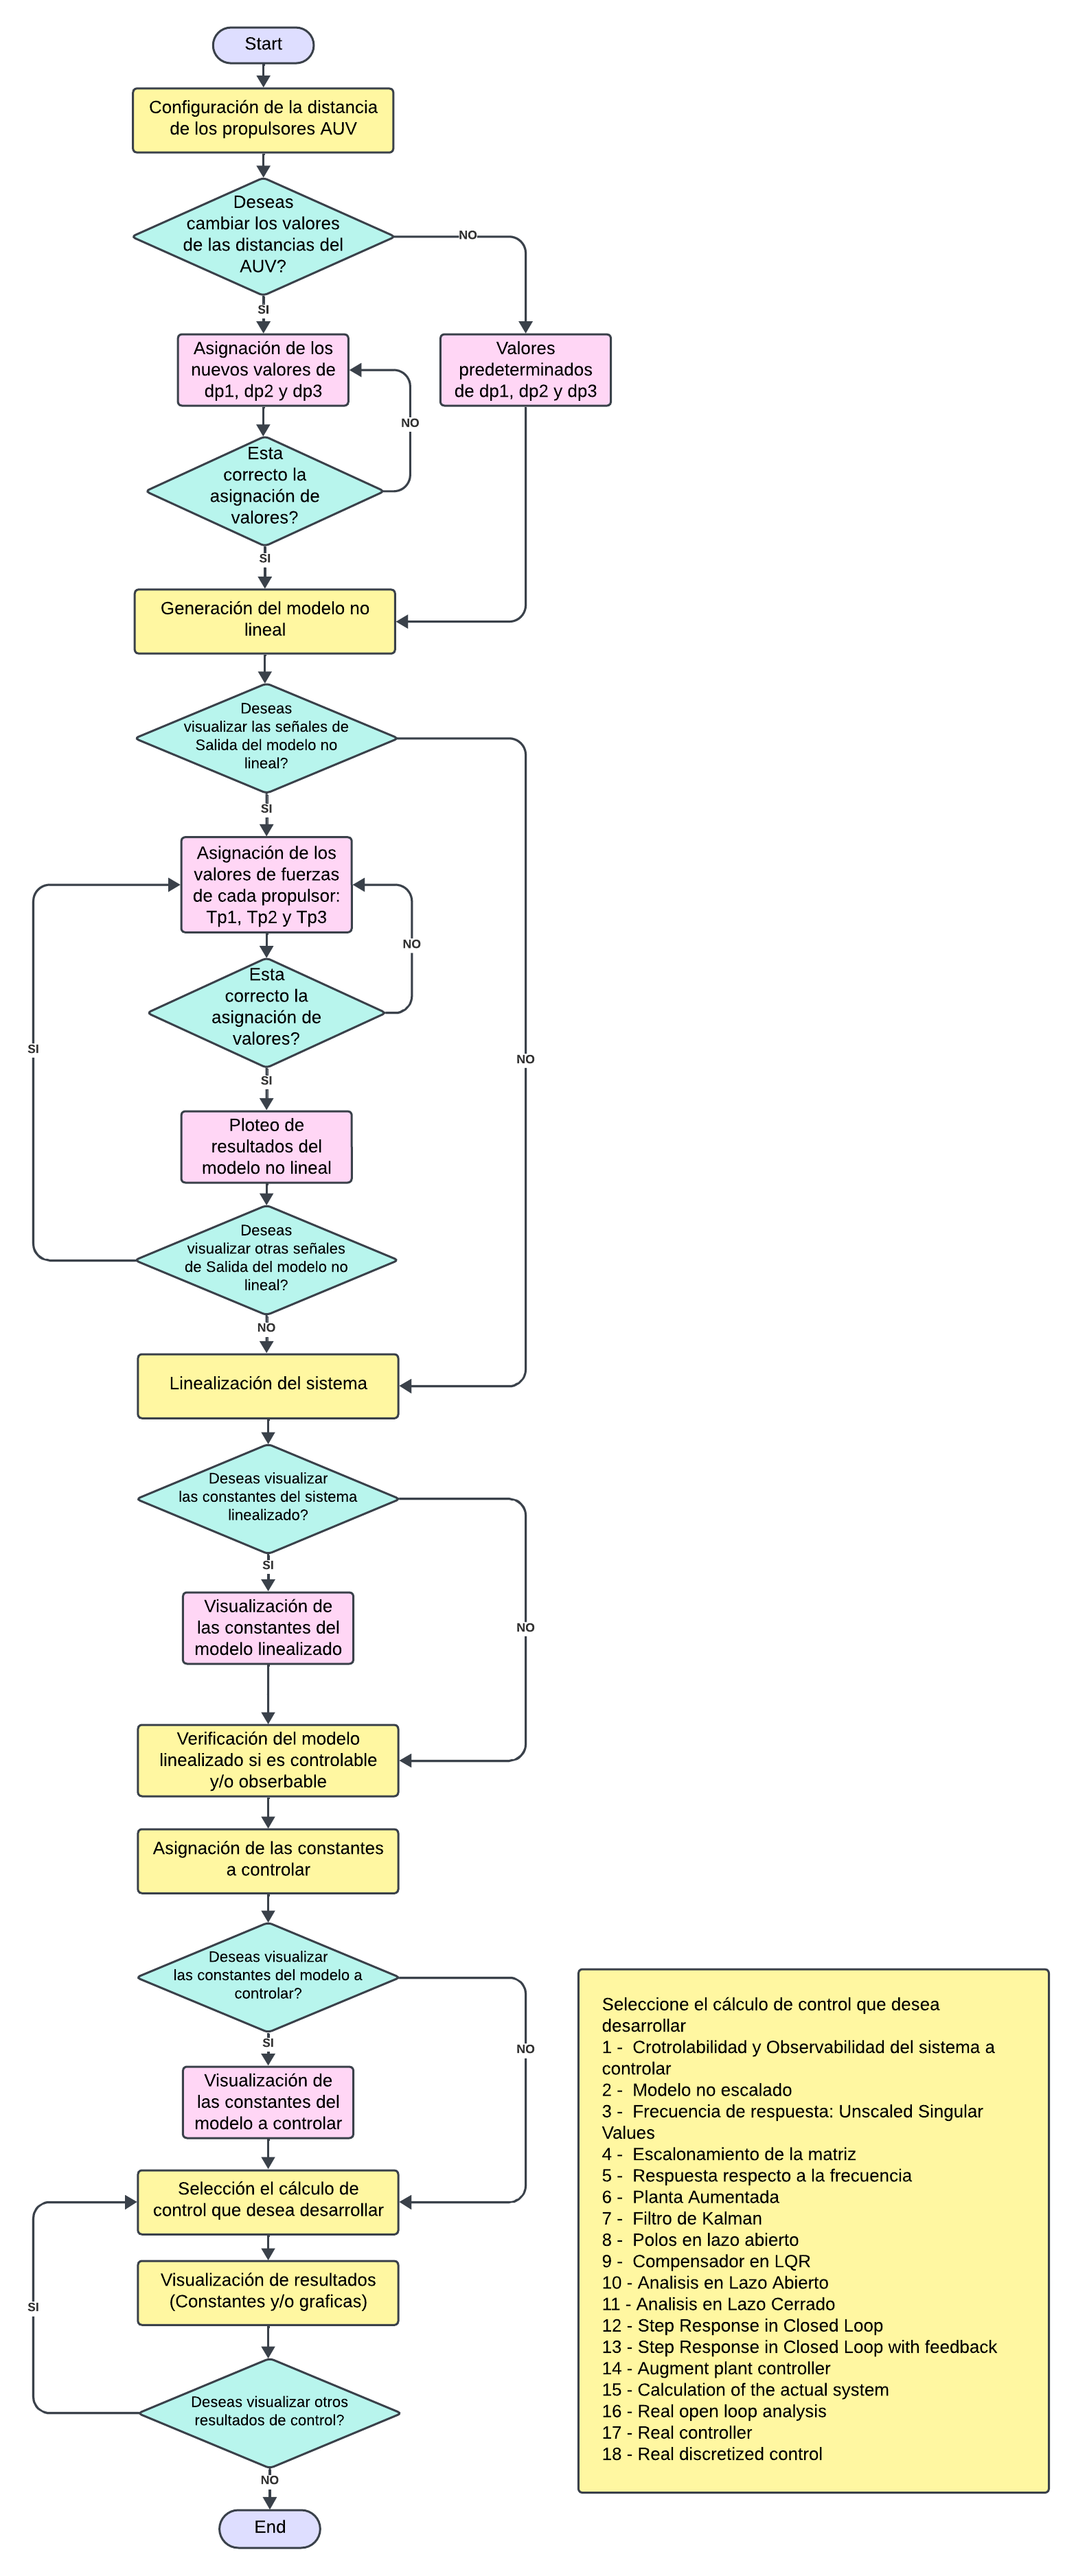 Start
Configuración de la distancia
de los propulsores AUV
Deseas
cambiar los valores
de las distancias del
AUV?
NO
SI
Asignación de los
nuevos valores de
dp1, dp2 y dp3
Valores
predeterminados
de dp1, dp2 y dp3
NO
Esta
correcto la
asignación de
valores?
SI
Generación del modelo no
lineal
Deseas
visualizar las señales de
Salida del modelo no
lineal?
SI
Asignación de los
valores de fuerzas
de cada propulsor:
Tp1, Tp2 y Tp3
NO
Esta
correcto la
asignación de
valores?
SI
NO
SI
Ploteo de
resultados del
modelo no lineal
Deseas
visualizar otras señales
de Salida del modelo no
lineal?
NO
Linealización del sistema
Deseas visualizar
las constantes del sistema
linealizado?
SI
Visualización de
las constantes del
modelo linealizado
NO
Verificación del modelo
linealizado si es controlable
y/o obserbable
Asignación de las constantes
a controlar
Deseas visualizar
las constantes del modelo a
controlar?
SI
NO
Visualización de
las constantes del
modelo a controlar
Selección el cálculo de
control que desea desarrollar
Visualización de resultados
(Constantes y/o graficas)
SI
Deseas visualizar otros
resultados de control?
NO
End
Seleccione el cálculo de control que desea
desarrollar
1 -  Crotrolabilidad y Observabilidad del sistema a
controlar
2 -  Modelo no escalado
3 -  Frecuencia de respuesta: Unscaled Singular
Values
4 -  Escalonamiento de la matriz
5 -  Respuesta respecto a la frecuencia
6 -  Planta Aumentada
7 -  Filtro de Kalman
8 -  Polos en lazo abierto
9 -  Compensador en LQR
10 - Analisis en Lazo Abierto
11 - Analisis en Lazo Cerrado
12 - Step Response in Closed Loop
13 - Step Response in Closed Loop with feedback
14 - Augment plant controller
15 - Calculation of the actual system
16 - Real open loop analysis
17 - Real controller
18 - Real discretized control